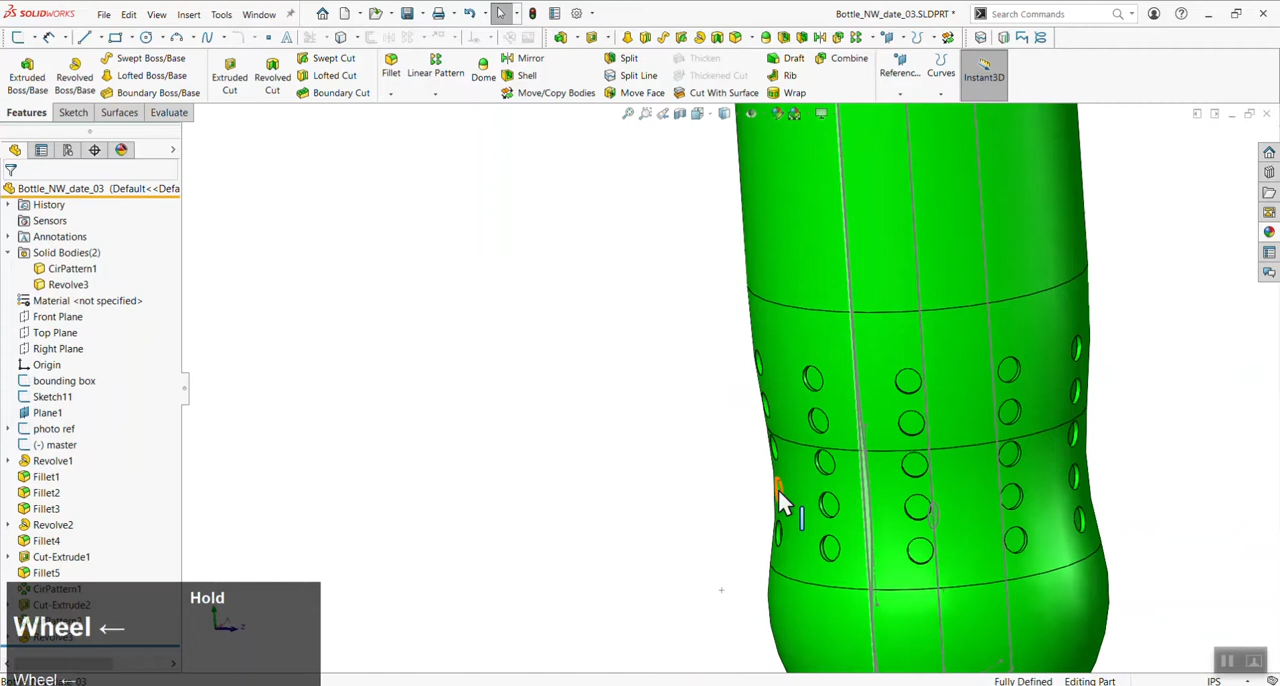 SOLIDWORKS File Edit View Insert Tools Window Bottle_NW_date_03.SLDPRT * Search Commands
Extruded Boss/Base Revolved Boss/Base Swept Boss/Base Lofted Boss/Base Boundary Boss/Base Extruded Cut Revolved Cut Swept Cut Lofted Cut Boundary Cut Fillet Linear Pattern Dome Mirror Shell Move/Copy Bodies Split Split Line Move Face Thicken Thickened Cut Cut With Surface Draft Rib Wrap Combine Referenc... Curves Instant3D
Features Sketch Surfaces Evaluate
Bottle_NW_date_03 (Default<<Defa
History
Sensors
Annotations
Solid Bodies(2)
CirPattern1
Revolve3
Material <not specified>
Front Plane
Top Plane
Right Plane
Origin
bounding box
Sketch11
Plane1
photo ref
(-) master
Revolve1
Fillet1
Fillet2
Fillet3
Revolve2
Fillet4
Cut-Extrude1
Fillet5
CirPattern1
Hold
Cut-Extrude2
Wheel ←
Wheel ←
Fully Defined Editing Part IPS